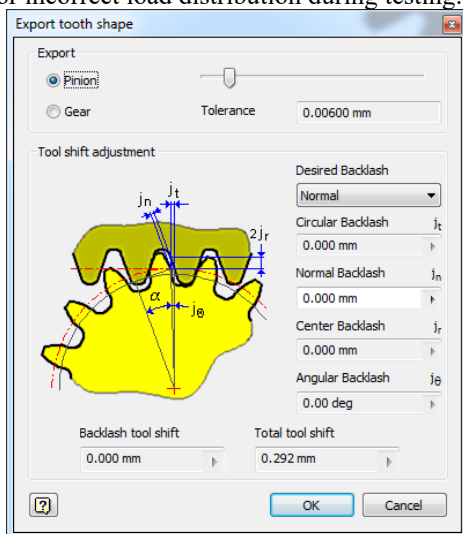 or incorrect load distribution during testing.
Export tooth shape
Export
Pinion
Gear
Tolerance
0.00600 mm
Tool shift adjustment
Desired Backlash
Normal
Circular Backlash jt
0.000 mm
Normal Backlash jn
0.000 mm
Center Backlash jr
0.000 mm
Angular Backlash jθ
0.00 deg
jn
jt
2jr
α
jθ
Backlash tool shift
0.000 mm
Total tool shift
0.292 mm
?
OK
Cancel